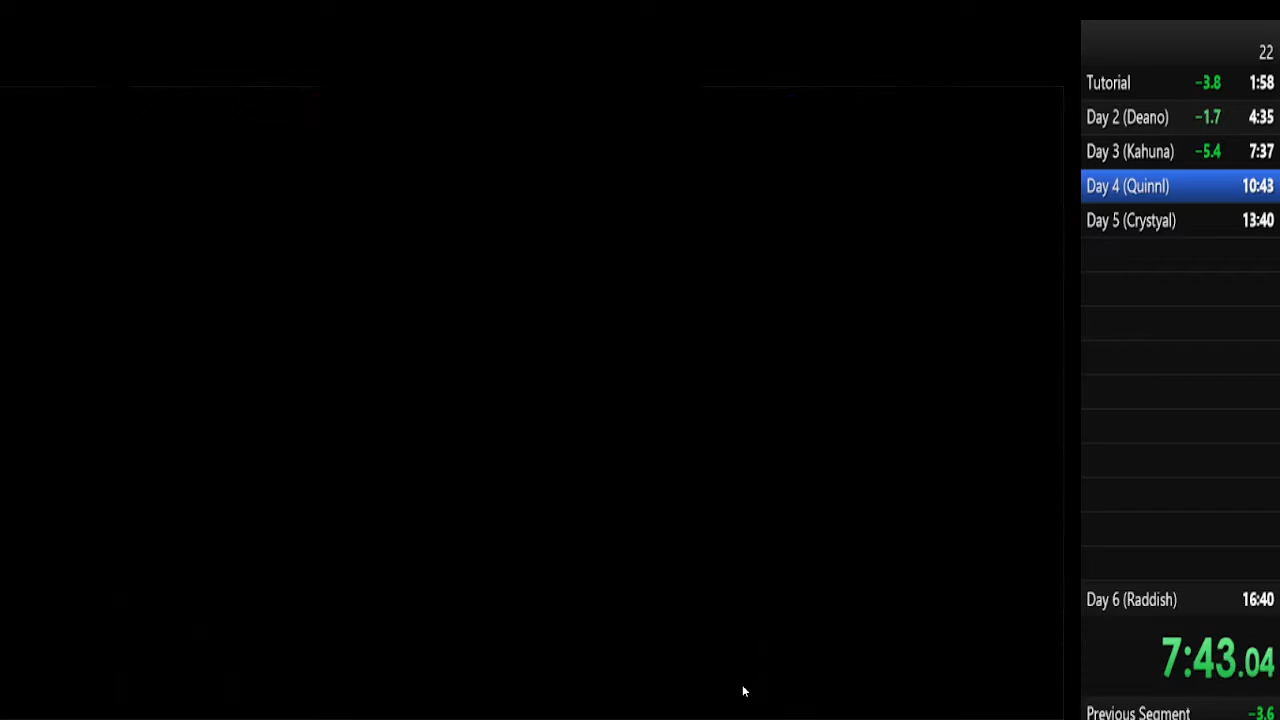 22
Tutorial -3.8 1:58
Day 2 (Deano) -1.7 4:35
Day 3 (Kahuna) -5.4 7:37
Day 4 (Quinnl) 10:43
Day 5 (Crystyal) 13:40
Day 6 (Raddish) 16:40
7:43.04
Previous Segment -3.6